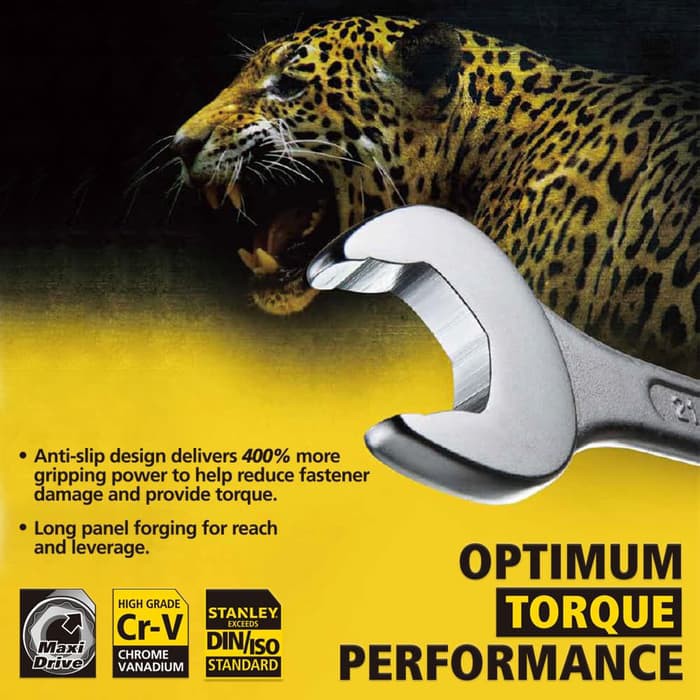 21
• Anti-slip design delivers 400% more
gripping power to help reduce fastener
damage and provide torque.
• Long panel forging for reach
and leverage.
OPTIMUM
TORQUE
PERFORMANCE
Maxi
Drive
HIGH GRADE
Cr-V
CHROME
VANADIUM
STANLEY
EXCEEDS
DIN/ISO
STANDARD